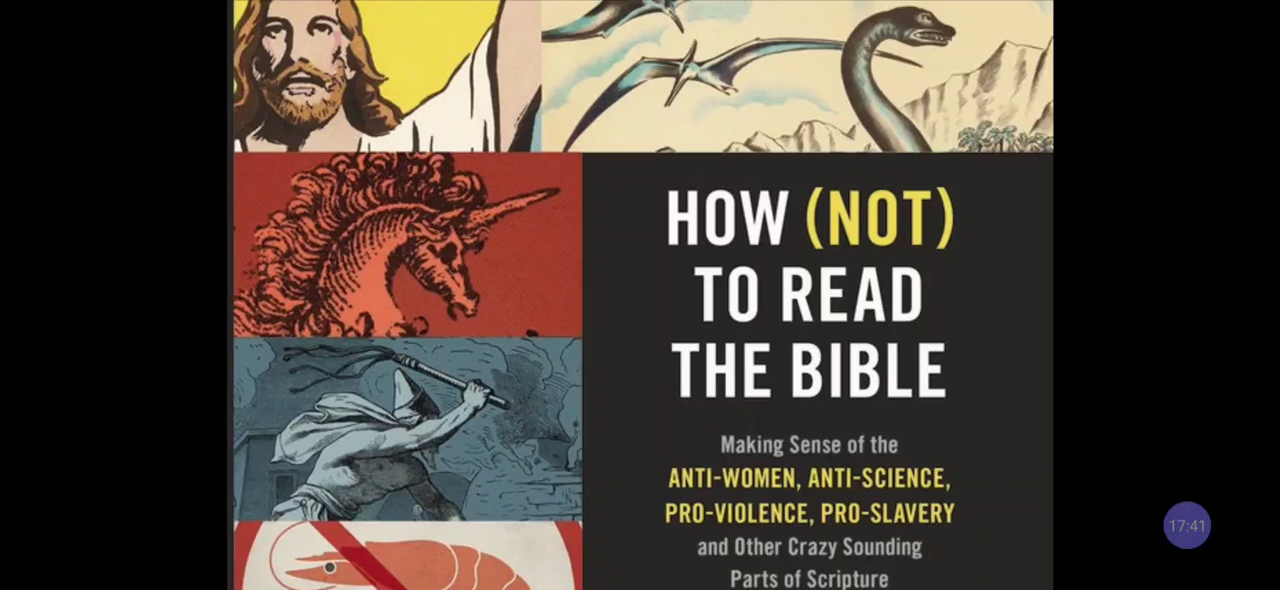 HOW (NOT)
TO READ
THE BIBLE
Making Sense of the
ANTI-WOMEN, ANTI-SCIENCE,
PRO-VIOLENCE, PRO-SLAVERY
and Other Crazy Sounding
Parts of Scripture
17:41